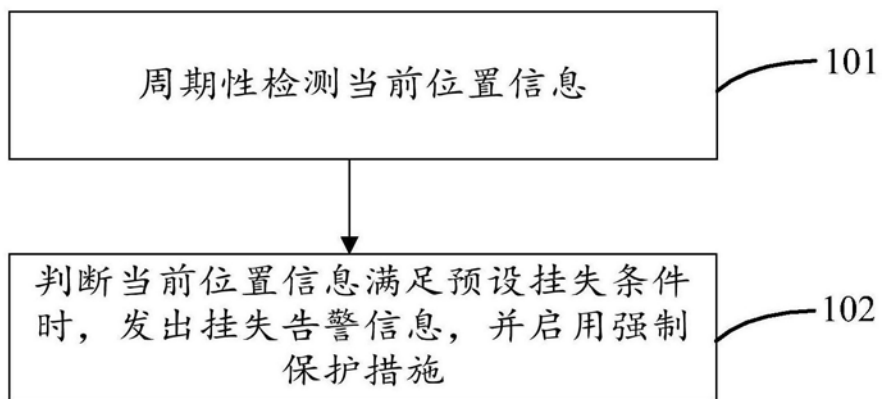 周期性检测当前位置信息
101
判断当前位置信息满足预设挂失条件
时，发出挂失告警信息，并启用强制
保护措施
102